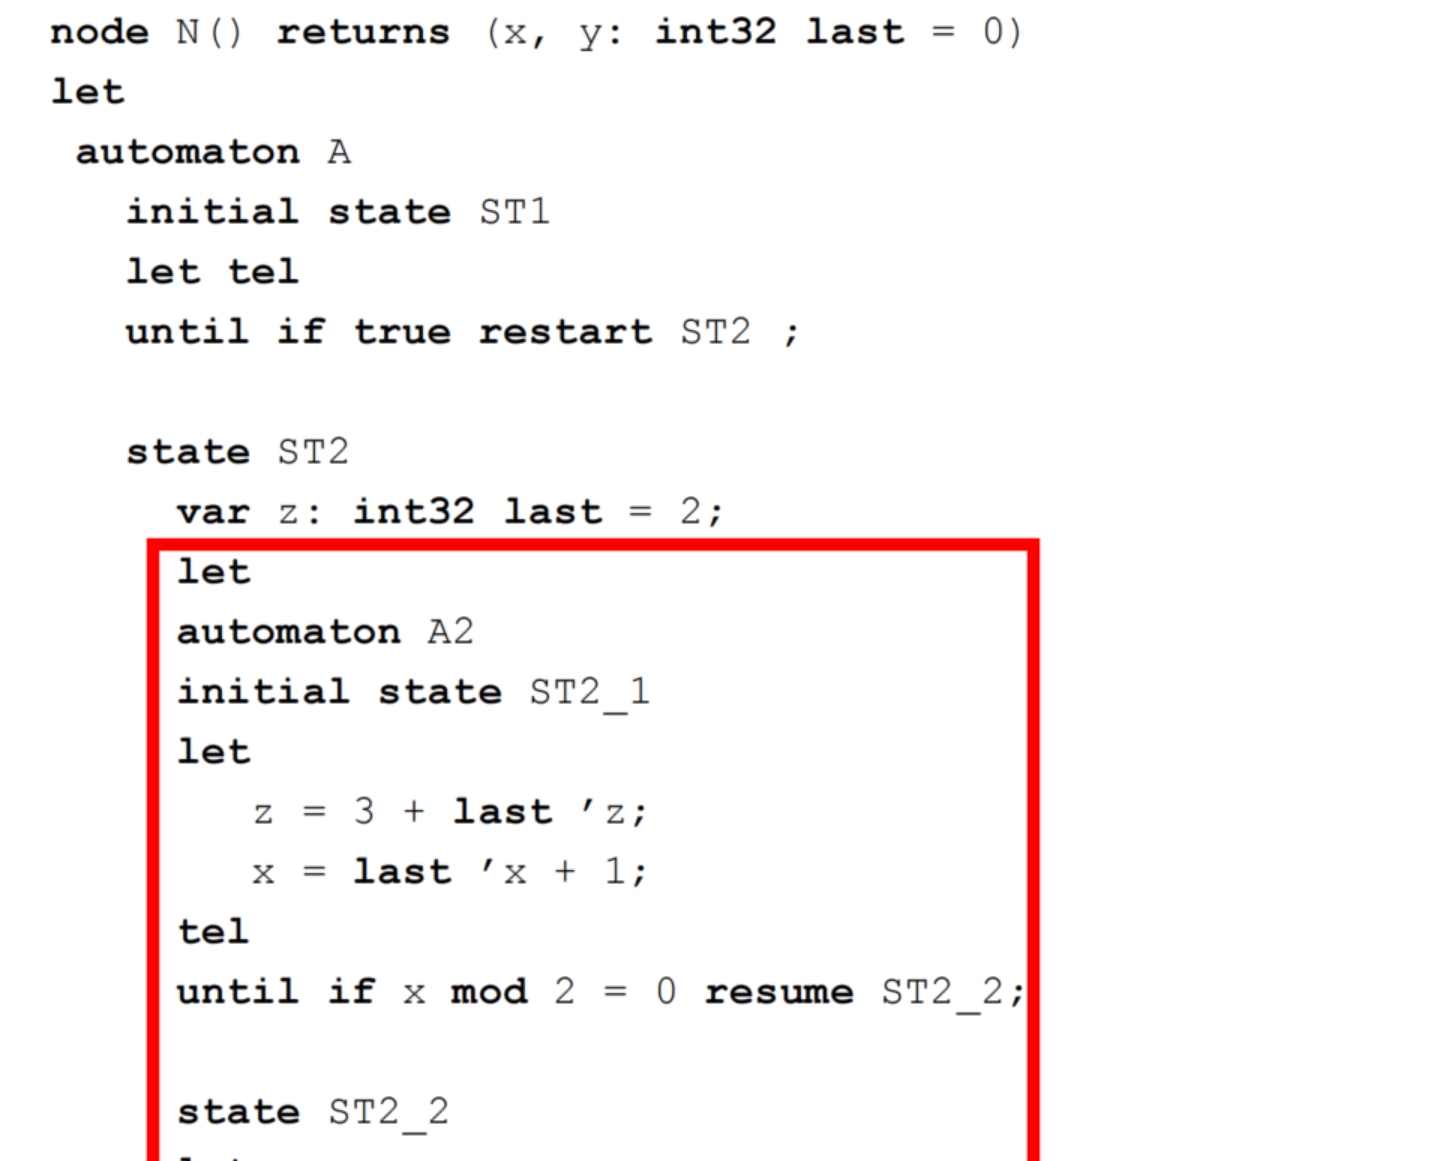 node N() returns (x, y: int32 last = 0)
let
automaton A
initial state ST1
let tel
until if true restart ST2 ;
state ST2
var z: int32 last = 2;
let
automaton A2
initial state ST2_1
let
z = 3 + last 'z;
x = last 'x + 1;
tel
until if x mod 2 = 0 resume ST2_2;
state ST2_2